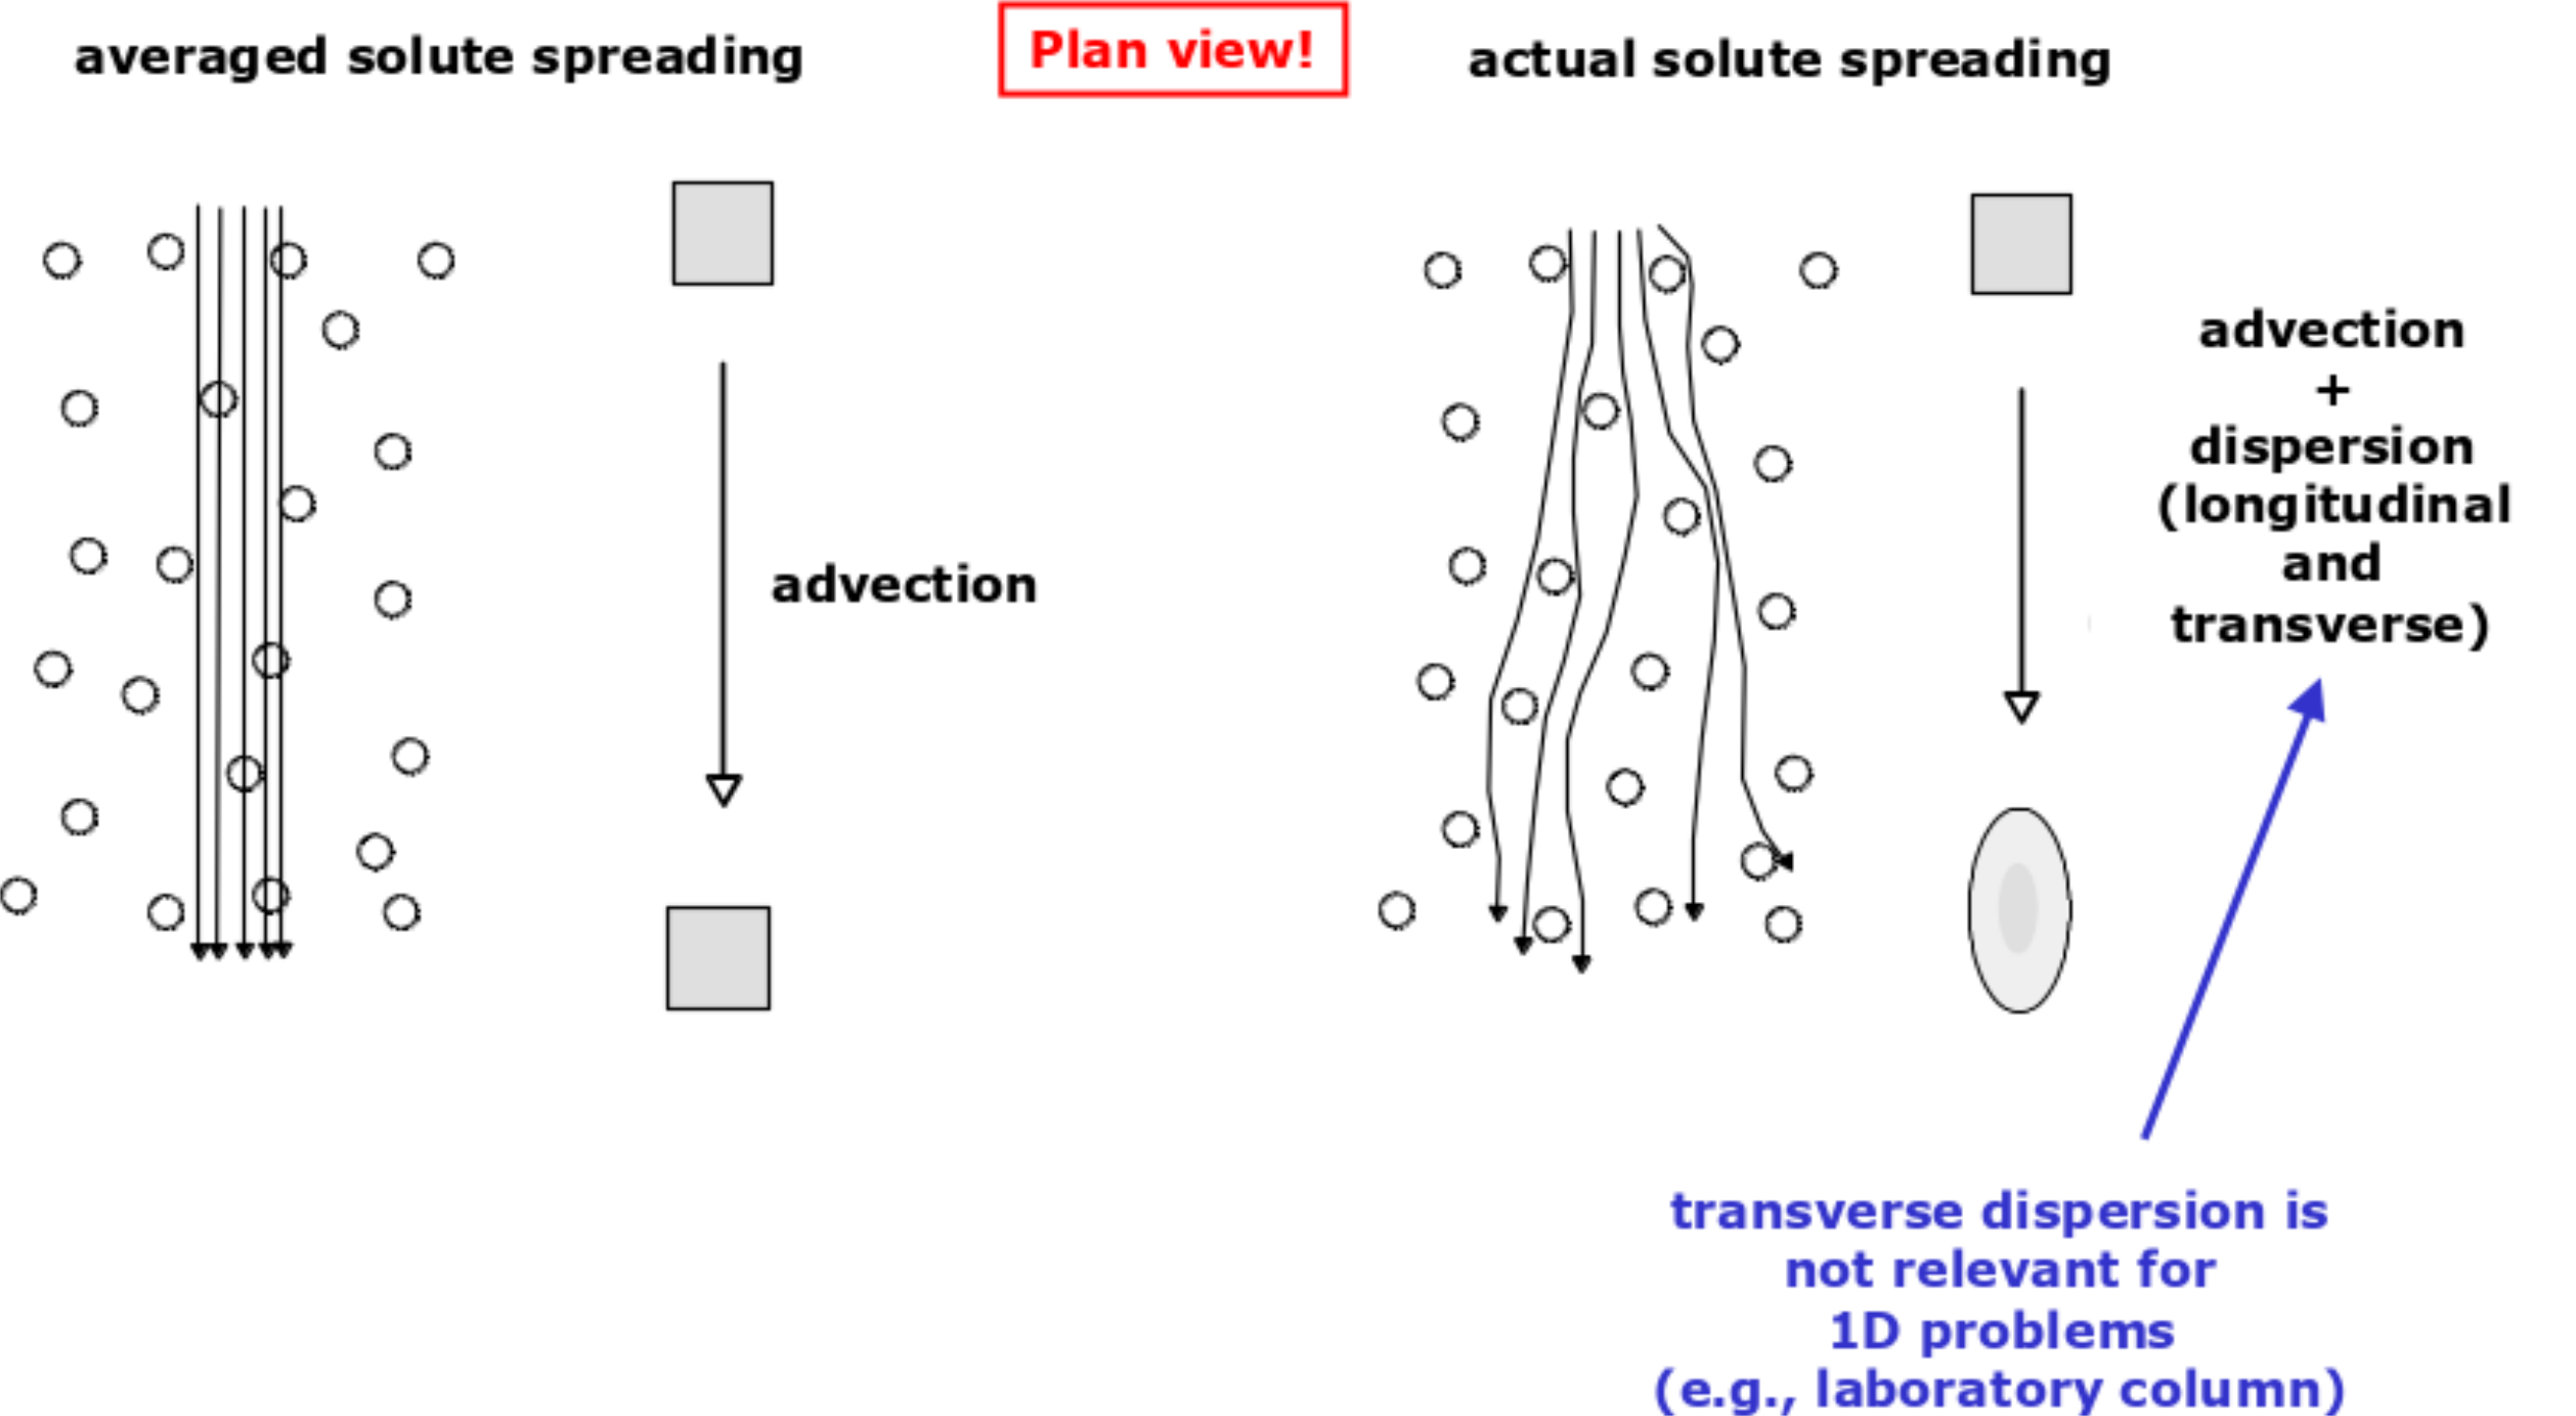 averaged solute spreading
Plan view!
actual solute spreading
advection
advection
+
dispersion
(longitudinal
and
transverse)
transverse dispersion is
not relevant for
1D problems
(e.g., laboratory column)